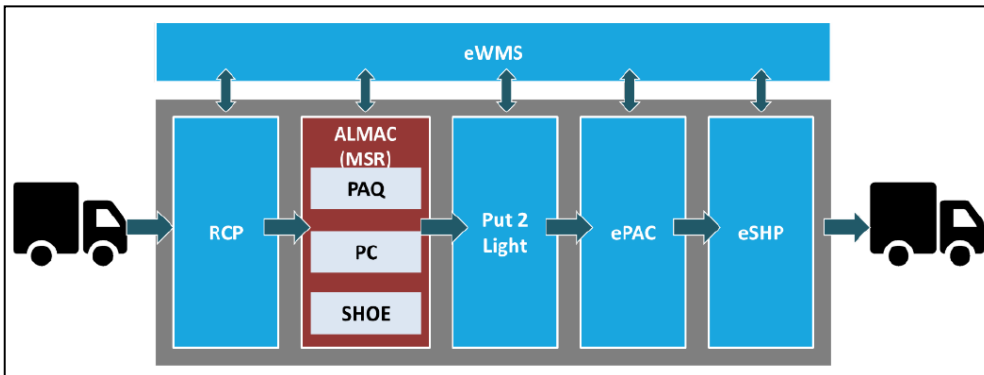 eWMS
RCP
ALMAC
(MSR)
PAQ
PC
SHOE
Put 2
Light
ePAC
eSHP